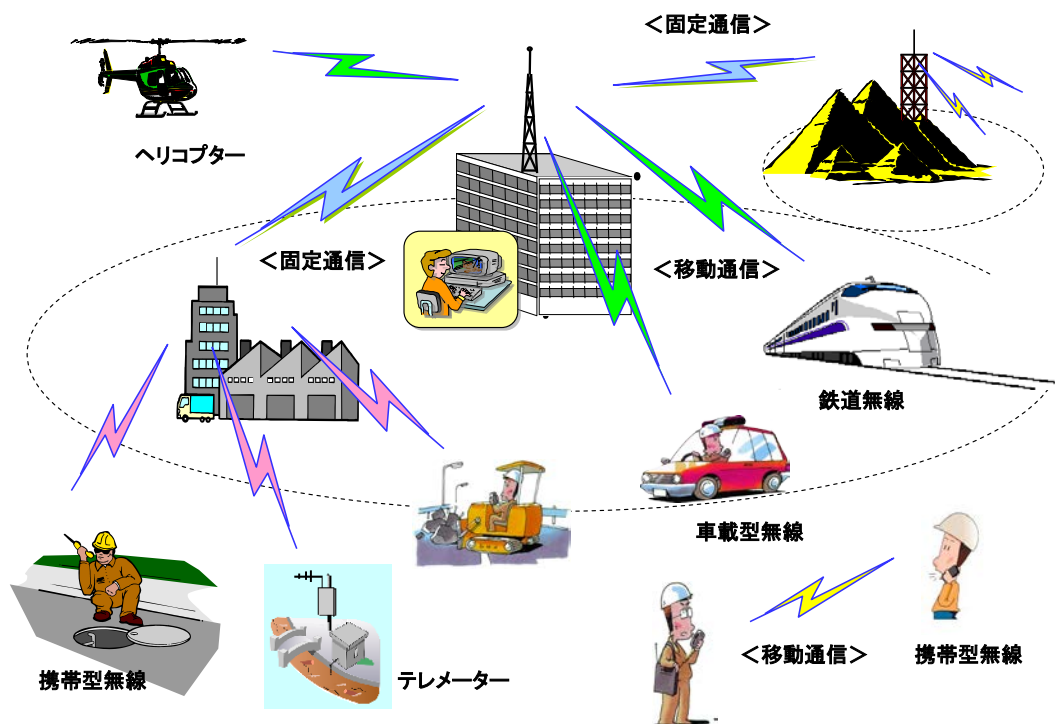 ＜固定通信＞
ヘリコプター
＜固定通信＞
＜移動通信＞
鉄道無線
車載型無線
携帯型無線
テレメーター
＜移動通信＞
携帯型無線